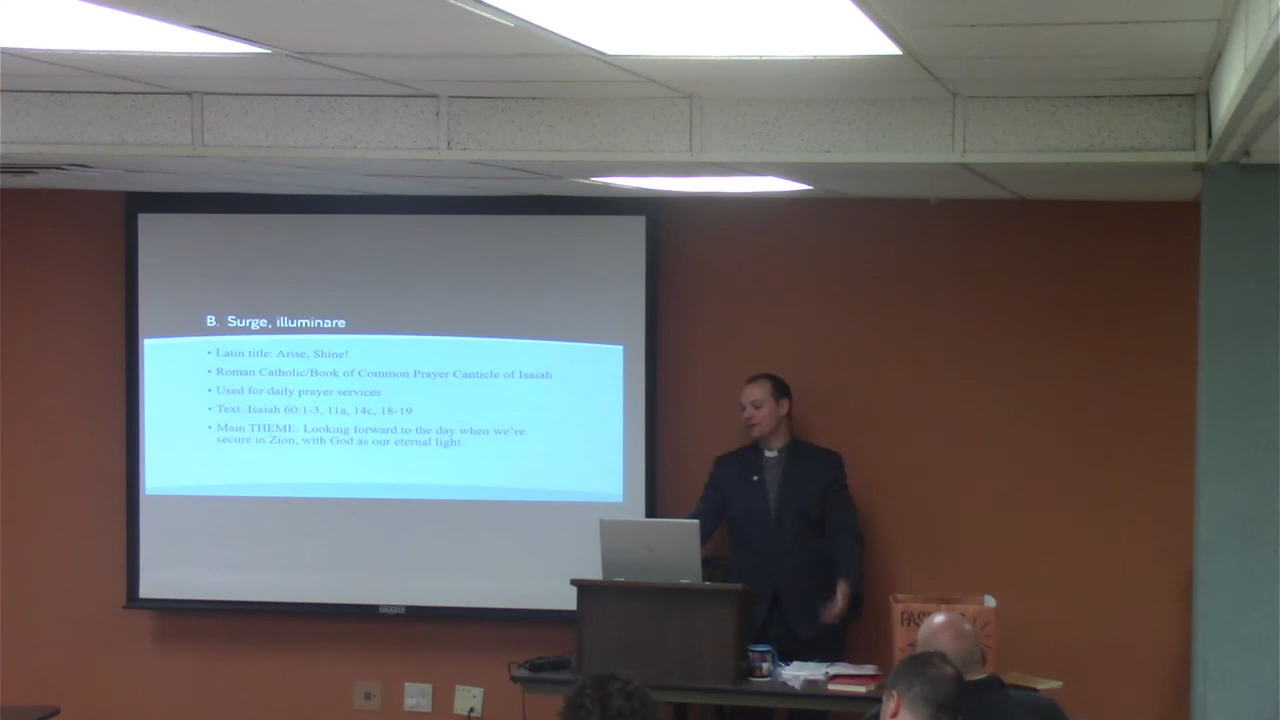 B. Surge, illuminare
• Latin title: Arise, Shine!
• Roman Catholic/Book of Common Prayer Canticle of Isaiah
• Used for daily prayer services
• Text: Isaiah 60:1-3, 11a, 14c, 18-19
• Main THEME: Looking forward to the day when we're
secure in Zion, with God as our eternal light.